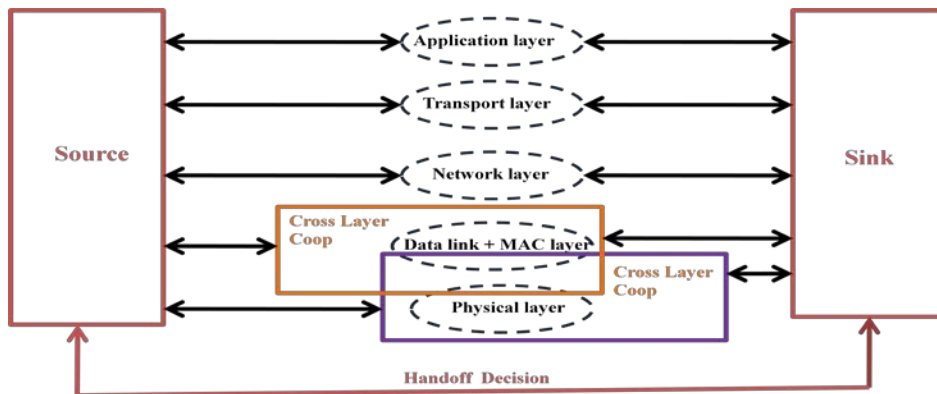 Application layer
Transport layer
Source
Sink
Network layer
Cross Layer
Coop
Data link + MAC layer
Cross Layer
Coop
Physical layer
Handoff Decision